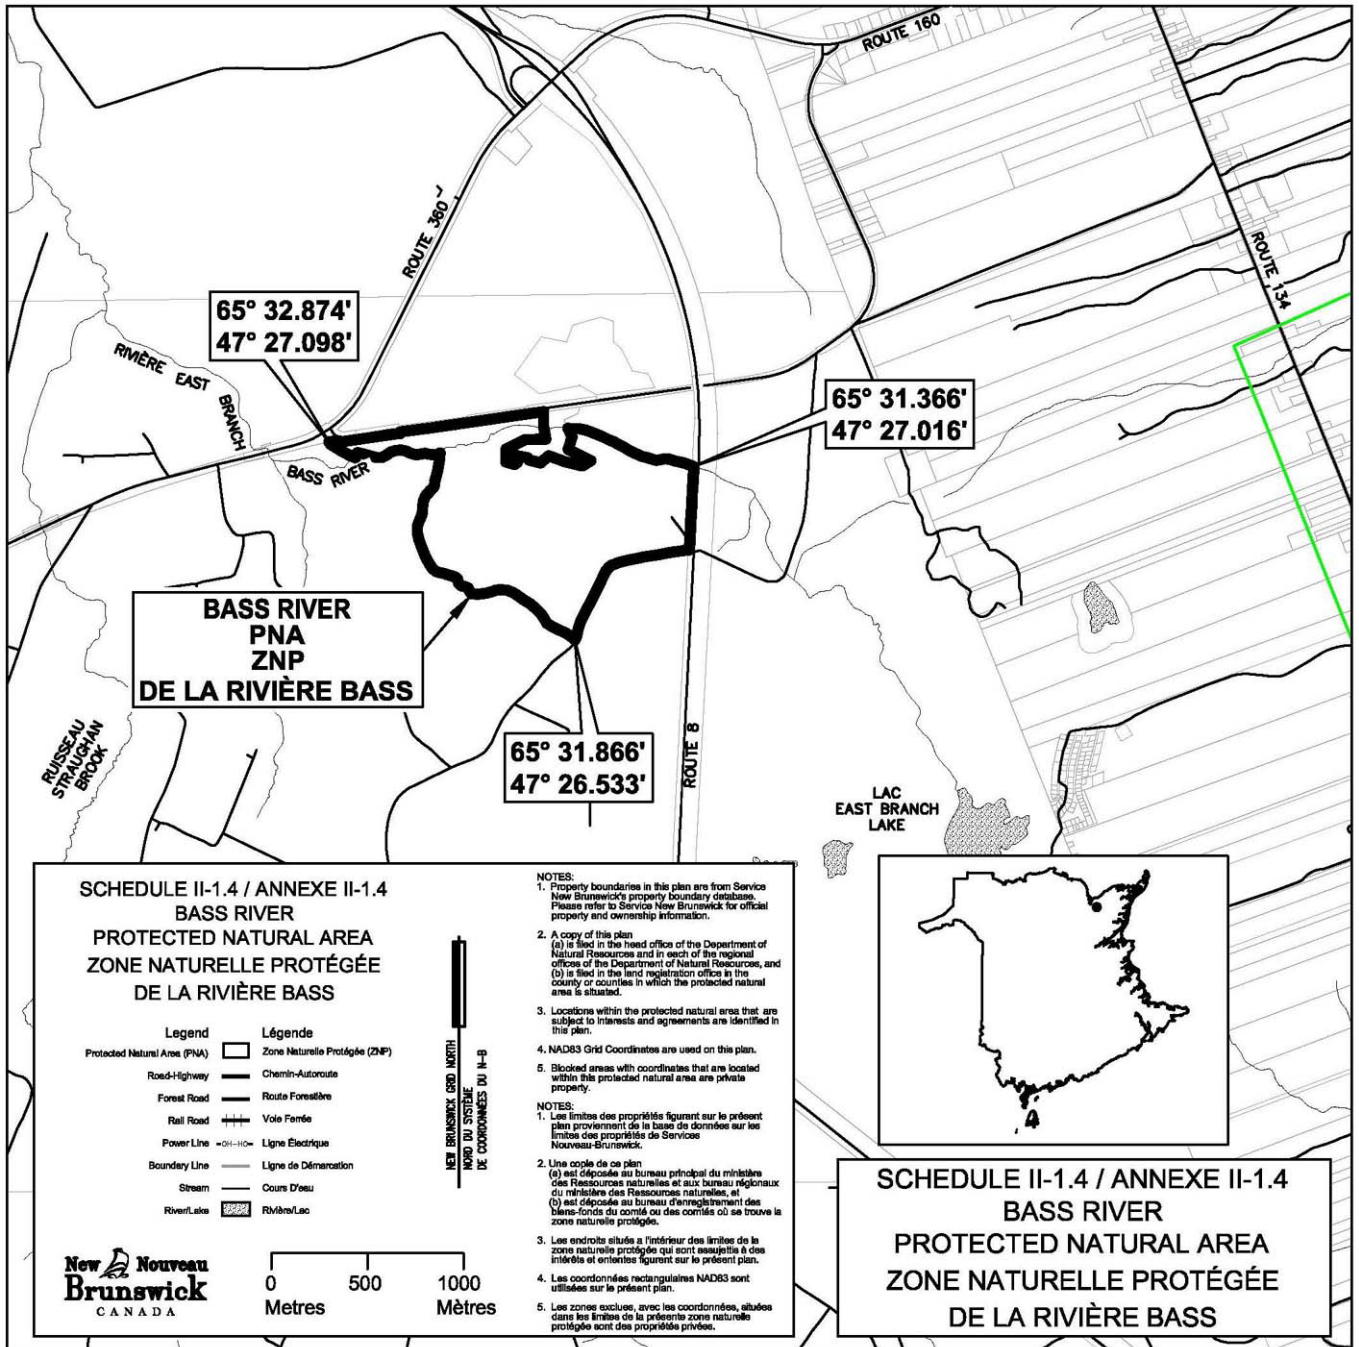 ROUTE 160
ROUTE 360
ROUTE 134
65° 32.874'
47° 27.098'
RIVIÈRE EAST
BRANCH
BASS RIVER
65° 31.366'
47° 27.016'
BASS RIVER
PNA
ZNP
DE LA RIVIÈRE BASS
RUISSEAU
STRAUGHAN
BROOK
65° 31.866'
47° 26.533'
ROUTE 8
LAC
EAST BRANCH
LAKE
SCHEDULE II-1.4 / ANNEXE II-1.4
BASS RIVER
PROTECTED NATURAL AREA
ZONE NATURELLE PROTÉGÉE
DE LA RIVIÈRE BASS
Legend Légende
Protected Natural Area (PNA) Zone Naturelle Protégée (ZNP)
Road-Highway Chemin-Autoroute
Forest Road Route Forestière
Rail Road Voie Ferrée
Power Line -OH-HO- Ligne Électrique
Boundary Line Ligne de Démarcation
Stream Cours D'eau
River/Lake Rivière/Lac
NEW BRUNSWICK GRID NORTH
NORD DU SYSTÈME
DE COORDONNÉES DU N-B
New Nouveau
Brunswick
CANADA
0 500 1000
Metres Mètres
NOTES:
1. Property boundaries in this plan are from Service
New Brunswick's property boundary database.
Please refer to Service New Brunswick for official
property and ownership information.
2. A copy of this plan
(a) is filed in the head office of the Department of
Natural Resources and in each of the regional
offices of the Department of Natural Resources, and
(b) is filed in the land registration office in the
county or counties in which the protected natural
area is situated.
3. Locations within the protected natural area that are
subject to interests and agreements are identified in
this plan.
4. NAD83 Grid Coordinates are used on this plan.
5. Blocked areas with coordinates that are located
within this protected natural area are private
property.
NOTES:
1. Les limites des propriétés figurant sur le présent
plan proviennent de la base de données sur les
limites des propriétés de Services
Nouveau-Brunswick.
2. Une copie de ce plan
(a) est déposée au bureau principal du ministère
des Ressources naturelles et aux bureau régionaux
du ministère des Ressources naturelles, et
(b) est déposée au bureau d'enregistrement des
biens-fonds du comté ou des comtés où se trouve la
zone naturelle protégée.
3. Les endroits situés a l'intérieur des limites de la
zone naturelle protégée qui sont assujettis à des
intérêts et ententes figurent sur le présent plan.
4. Les coordonnées rectangulaires NAD83 sont
utilisées sur le présent plan.
5. Les zones exclues, avec les coordonnées, situées
dans les limites de la présente zone naturelle
protégée sont des propriétés privées.
SCHEDULE II-1.4 / ANNEXE II-1.4
BASS RIVER
PROTECTED NATURAL AREA
ZONE NATURELLE PROTÉGÉE
DE LA RIVIÈRE BASS